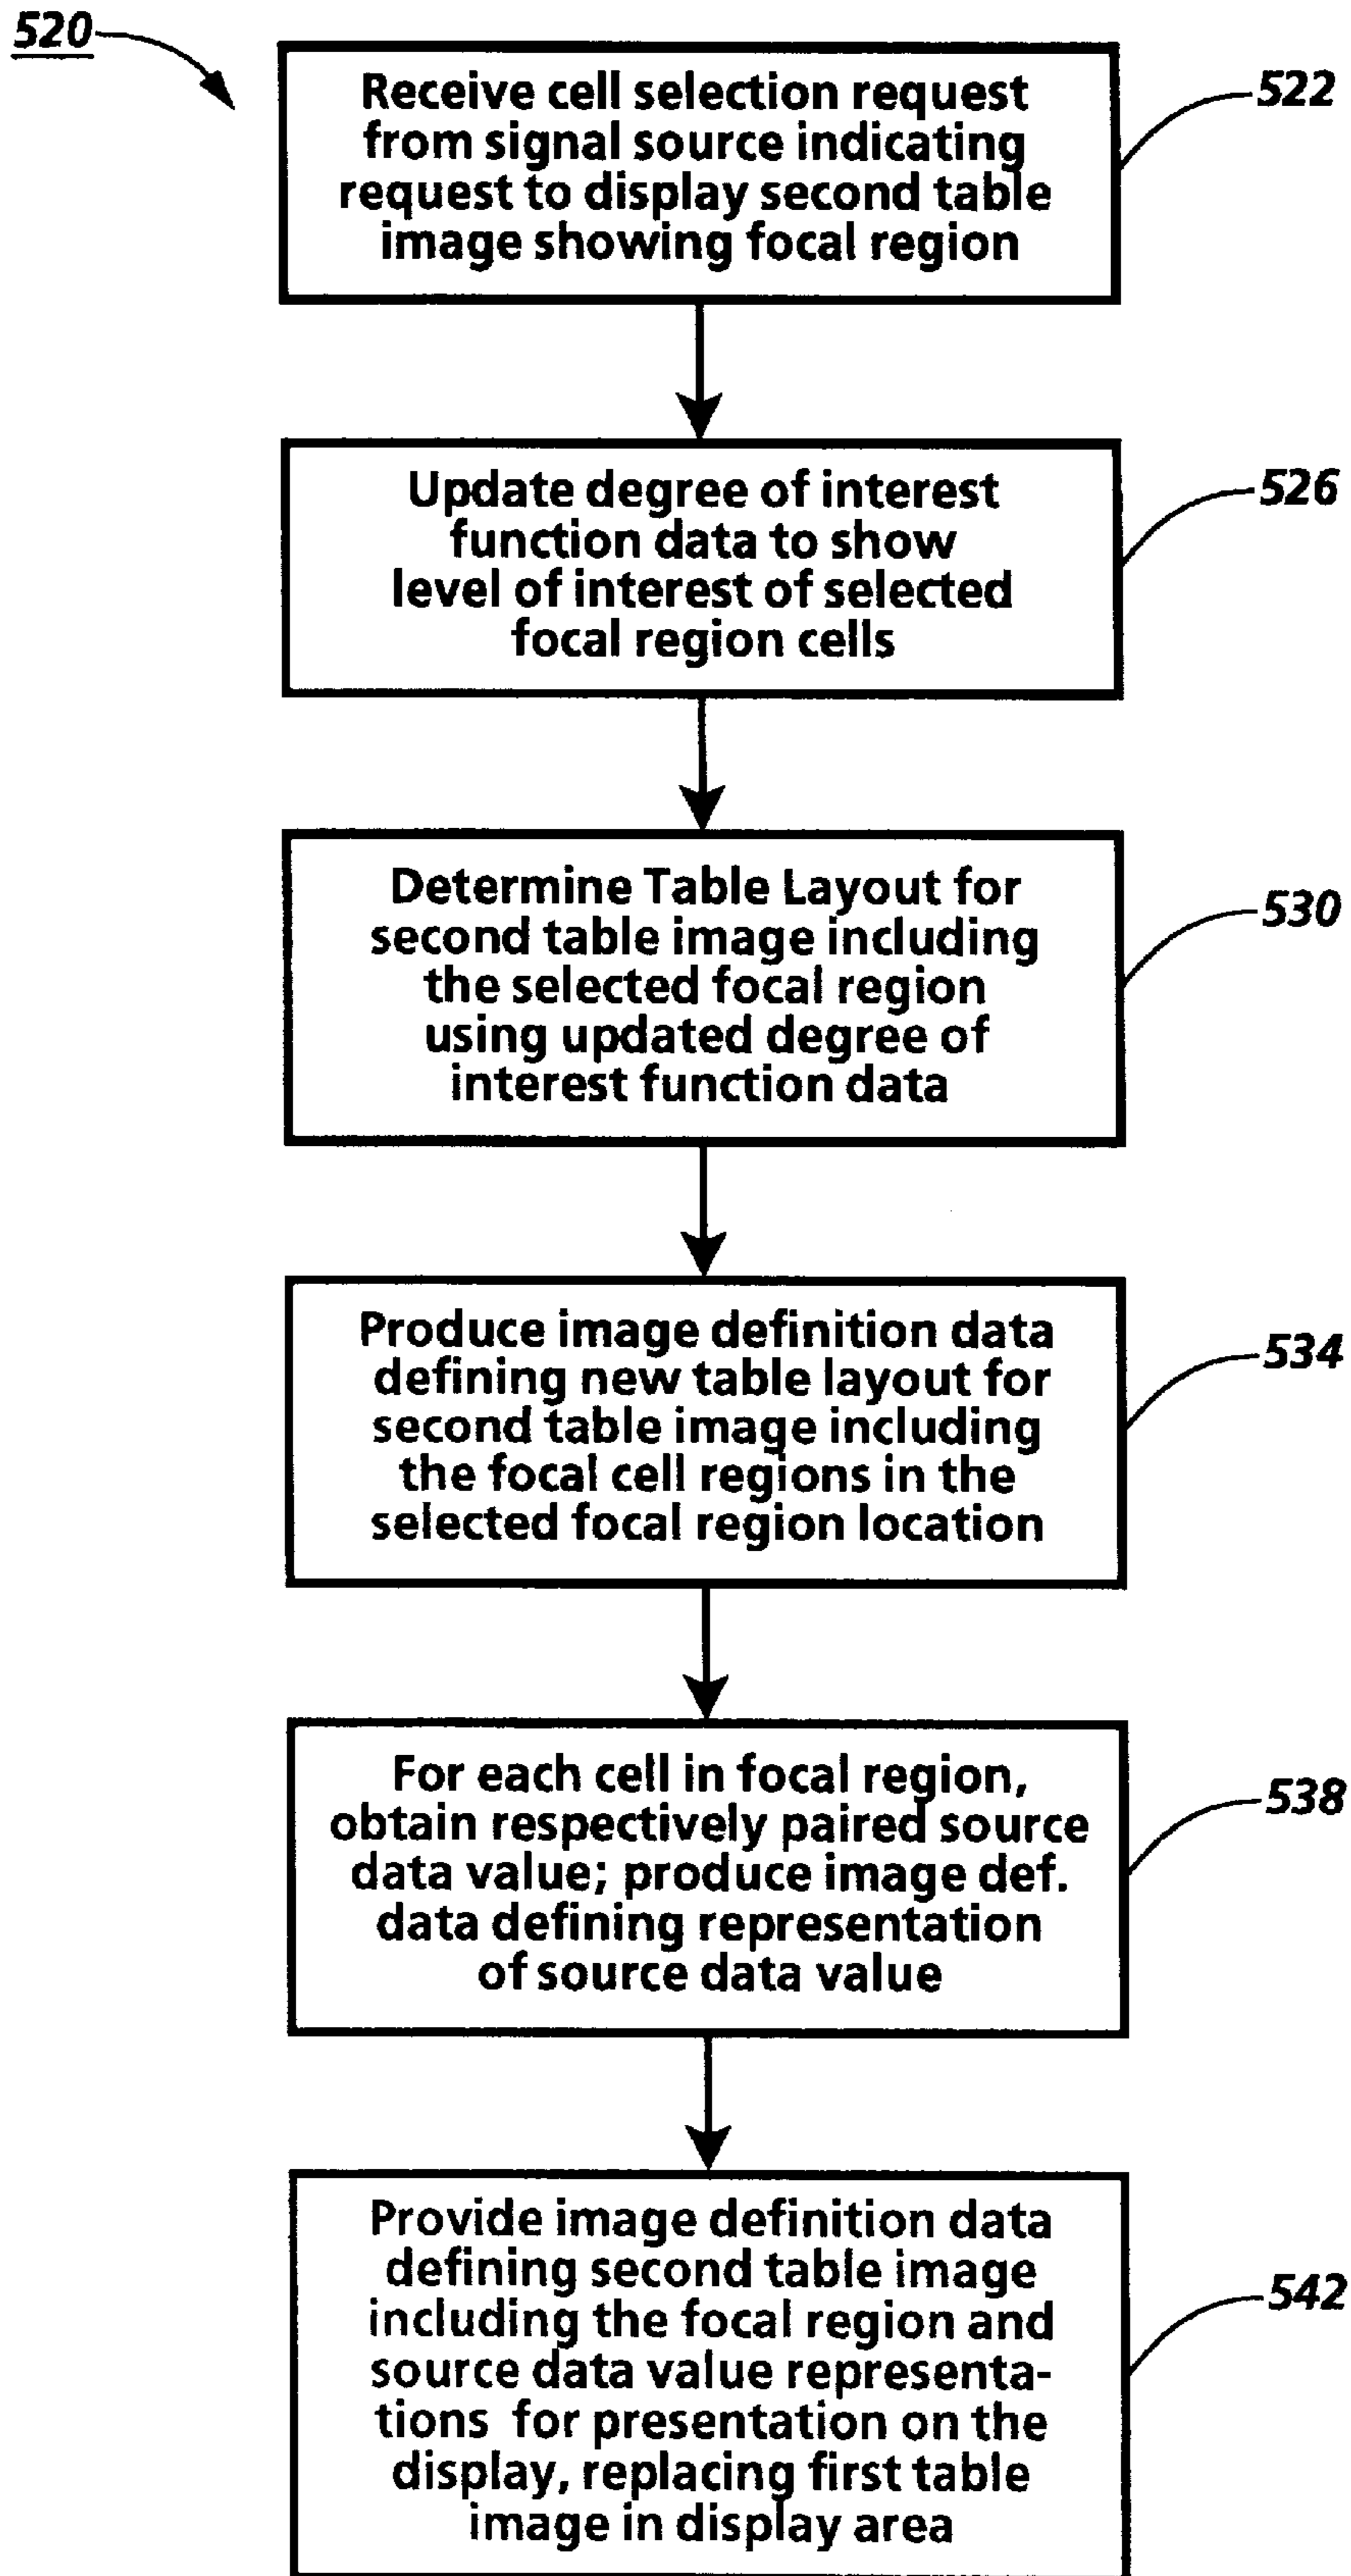 520
Receive cell selection request
from signal source indicating
request to display second table
image showing focal region
522
Update degree of interest
function data to show
level of interest of selected
focal region cells
526
Determine Table Layout for
second table image including
the selected focal region
using updated degree of
interest function data
530
Produce image definition data
defining new table layout for
second table image including
the focal cell regions in the
selected focal region location
534
For each cell in focal region,
obtain respectively paired source
data value; produce image def.
data defining representation
of source data value
538
Provide image definition data
defining second table image
including the focal region and
source data value representa-
tions for presentation on the
display, replacing first table
image in display area
542